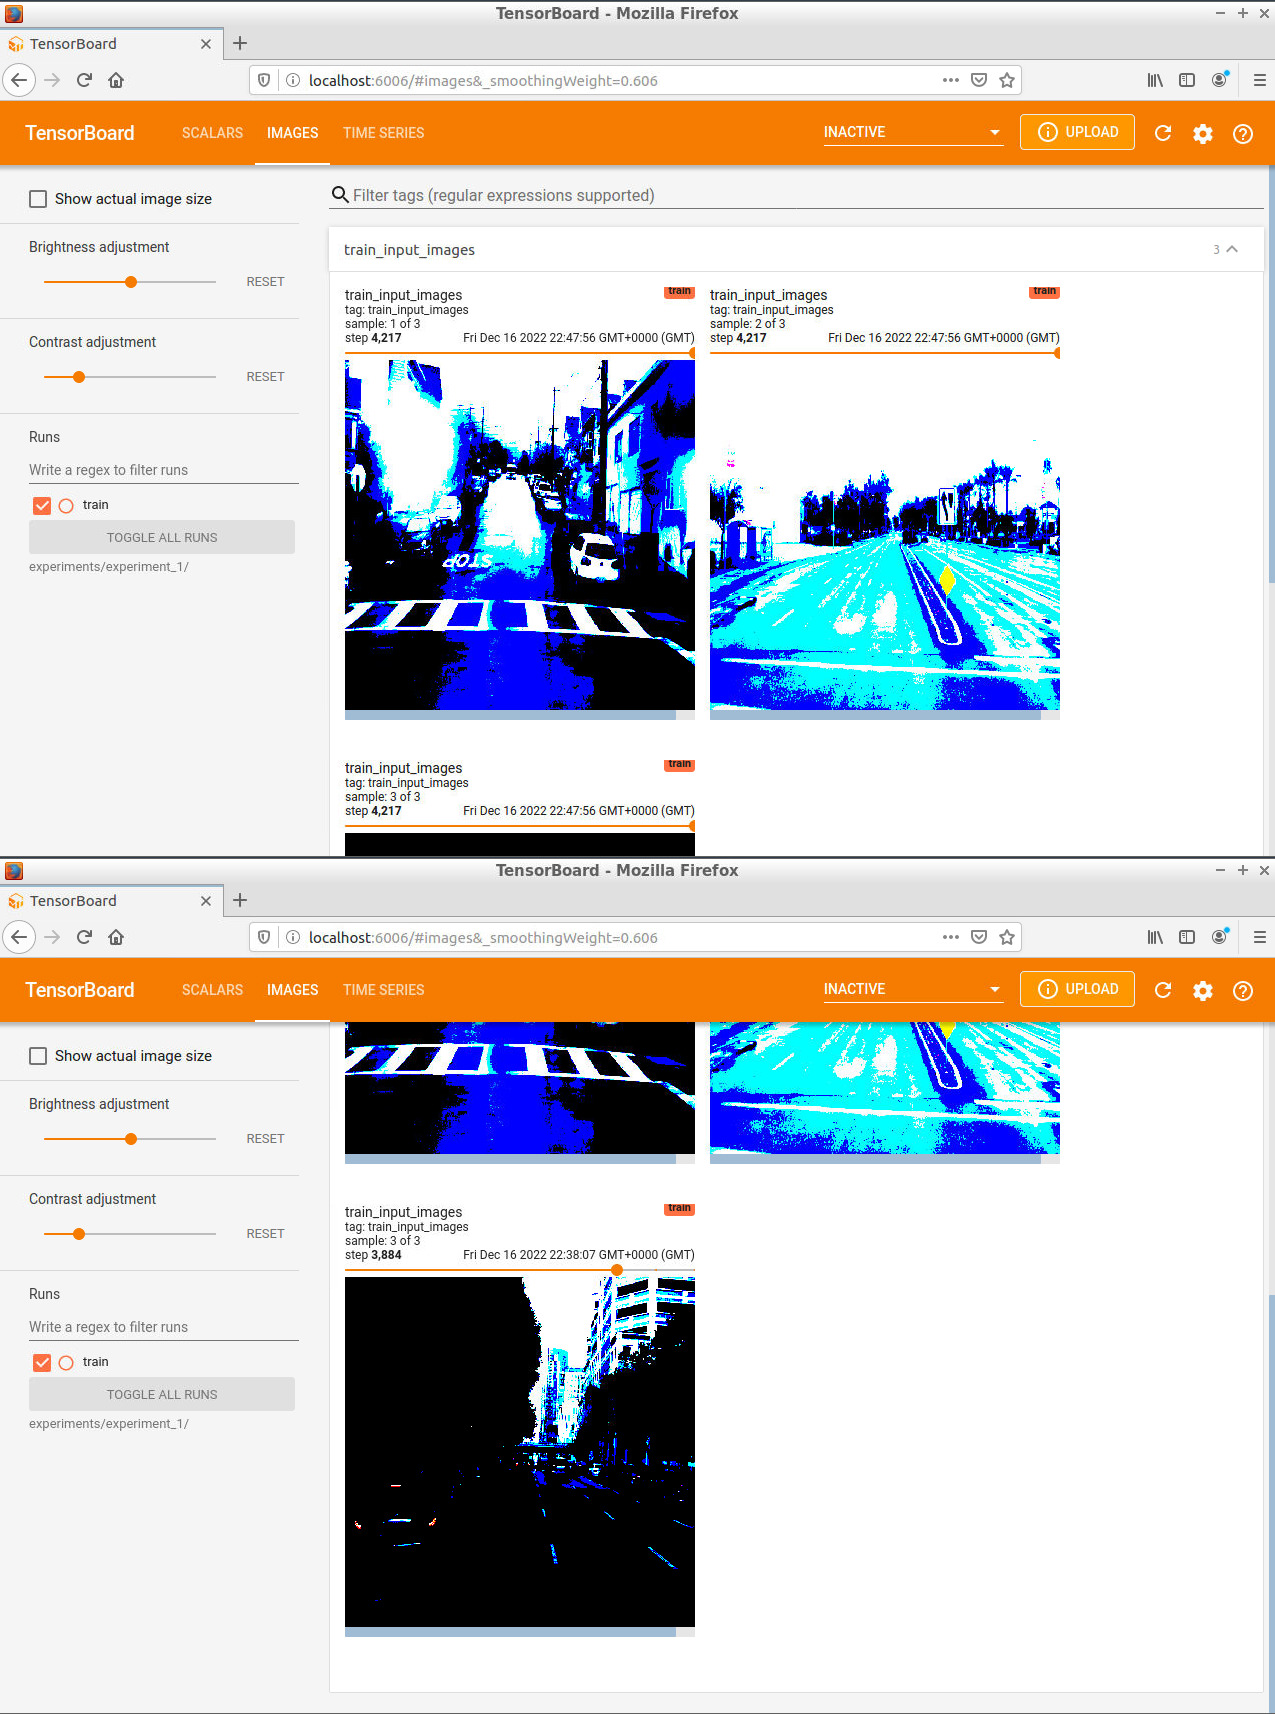 TensorBoard - Mozilla Firefox
TensorBoard
localhost:6006/#images&_smoothingWeight=0.606
TensorBoard SCALARS IMAGES TIME SERIES INACTIVE UPLOAD
Show actual image size
Filter tags (regular expressions supported)
Brightness adjustment
RESET
Contrast adjustment
RESET
Runs
Write a regex to filter runs
train
TOGGLE ALL RUNS
experiments/experiment_1/
train_input_images 3
train_input_images train
tag: train_input_images
sample: 1 of 3
step 4,217 Fri Dec 16 2022 22:47:56 GMT+0000 (GMT)
STOP
train_input_images train
tag: train_input_images
sample: 2 of 3
step 4,217 Fri Dec 16 2022 22:47:56 GMT+0000 (GMT)
train_input_images train
tag: train_input_images
sample: 3 of 3
step 4,217 Fri Dec 16 2022 22:47:56 GMT+0000 (GMT)
TensorBoard - Mozilla Firefox
TensorBoard
localhost:6006/#images&_smoothingWeight=0.606
TensorBoard SCALARS IMAGES TIME SERIES INACTIVE UPLOAD
Show actual image size
Brightness adjustment
RESET
Contrast adjustment
RESET
Runs
Write a regex to filter runs
train
TOGGLE ALL RUNS
experiments/experiment_1/
train_input_images train
tag: train_input_images
sample: 3 of 3
step 3,884 Fri Dec 16 2022 22:38:07 GMT+0000 (GMT)